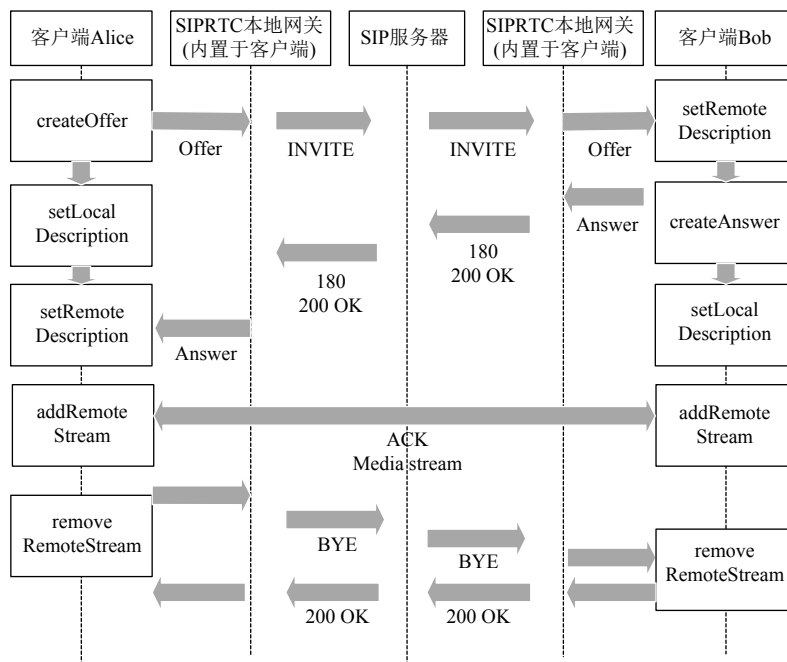 客户端Alice
SIPRTC本地网关
(内置于客户端)
SIP服务器
SIPRTC本地网关
(内置于客户端)
客户端Bob
createOffer
Offer
INVITE
INVITE
Offer
setRemote
Description
setLocal
Description
Answer
createAnswer
180
200 OK
180
200 OK
setRemote
Description
Answer
setLocal
Description
addRemote
Stream
ACK
Media stream
addRemote
Stream
remove
RemoteStream
BYE
BYE
remove
RemoteStream
200 OK
200 OK